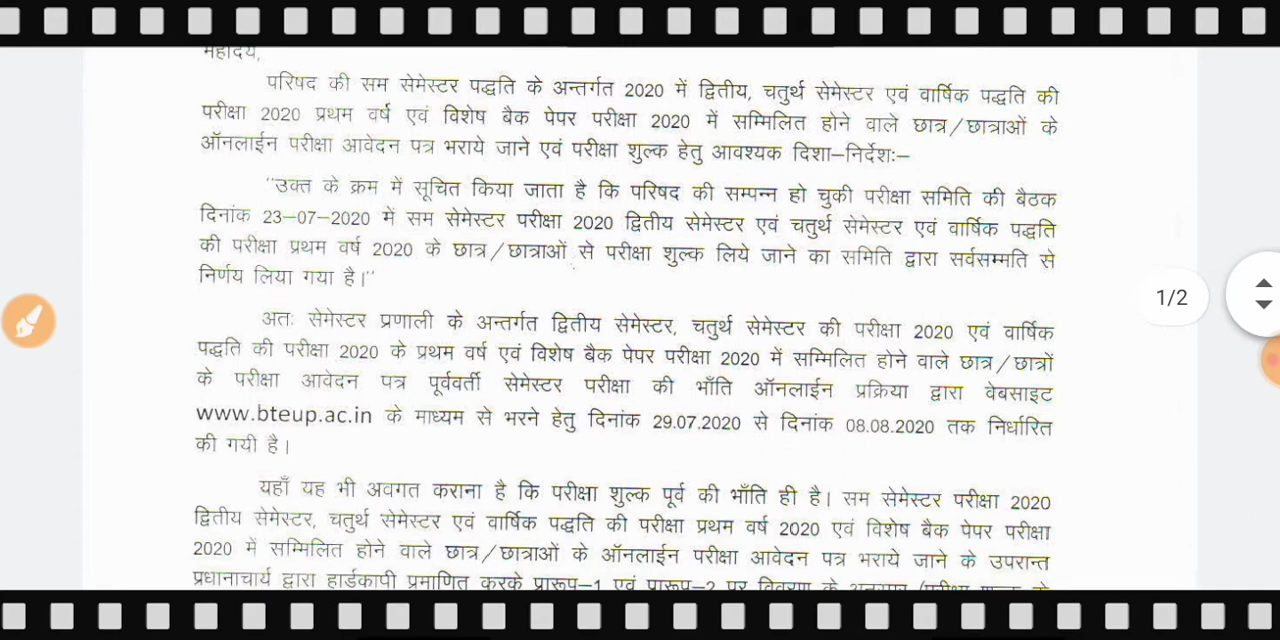 महोदय,
परिषद की सम सेमेस्टर पद्धति के अन्तर्गत 2020 में द्वितीय, चतुर्थ सेमेस्टर एवं वार्षिक पद्धति की
परीक्षा 2020 प्रथम वर्ष एवं विशेष बैक पेपर परीक्षा 2020 में सम्मिलित होने वाले छात्र/छात्राओं के
ऑनलाईन परीक्षा आवेदन पत्र भराये जाने एवं परीक्षा शुल्क हेतु आवश्यक दिशा–निर्देशः–
"उक्त के क्रम में सूचित किया जाता है कि परिषद की सम्पन्न हो चुकी परीक्षा समिति की बैठक
दिनांक 23–07–2020 में सम सेमेस्टर परीक्षा 2020 द्वितीय सेमेस्टर एवं चतुर्थ सेमेस्टर एवं वार्षिक पद्धति
की परीक्षा प्रथम वर्ष 2020 के छात्र/छात्राओं से परीक्षा शुल्क लिये जाने का समिति द्वारा सर्वसम्मति से
निर्णय लिया गया है।"
1/2
अतः सेमेस्टर प्रणाली के अन्तर्गत द्वितीय सेमेस्टर, चतुर्थ सेमेस्टर की परीक्षा 2020 एवं वार्षिक
पद्धति की परीक्षा 2020 के प्रथम वर्ष एवं विशेष बैक पेपर परीक्षा 2020 में सम्मिलित होने वाले छात्र/छात्रों
के परीक्षा आवेदन पत्र पूर्ववर्ती सेमेस्टर परीक्षा की भाँति ऑनलाईन प्रक्रिया द्वारा वेबसाइट
www.bteup.ac.in के माध्यम से भरने हेतु दिनांक 29.07.2020 से दिनांक 08.08.2020 तक निर्धारित
की गयी है।
यहाँ यह भी अवगत कराना है कि परीक्षा शुल्क पूर्व की भाँति ही है। सम सेमेस्टर परीक्षा 2020
द्वितीय सेमेस्टर, चतुर्थ सेमेस्टर एवं वार्षिक पद्धति की परीक्षा प्रथम वर्ष 2020 एवं विशेष बैक पेपर परीक्षा
2020 में सम्मिलित होने वाले छात्र/छात्राओं के ऑनलाईन परीक्षा आवेदन पत्र भराये जाने के उपरान्त
प्रधानाचार्य द्वारा हार्डकापी प्रमाणित करके प्रारूप–1 एवं प्रारूप–2 पर विवरण के अनुसार